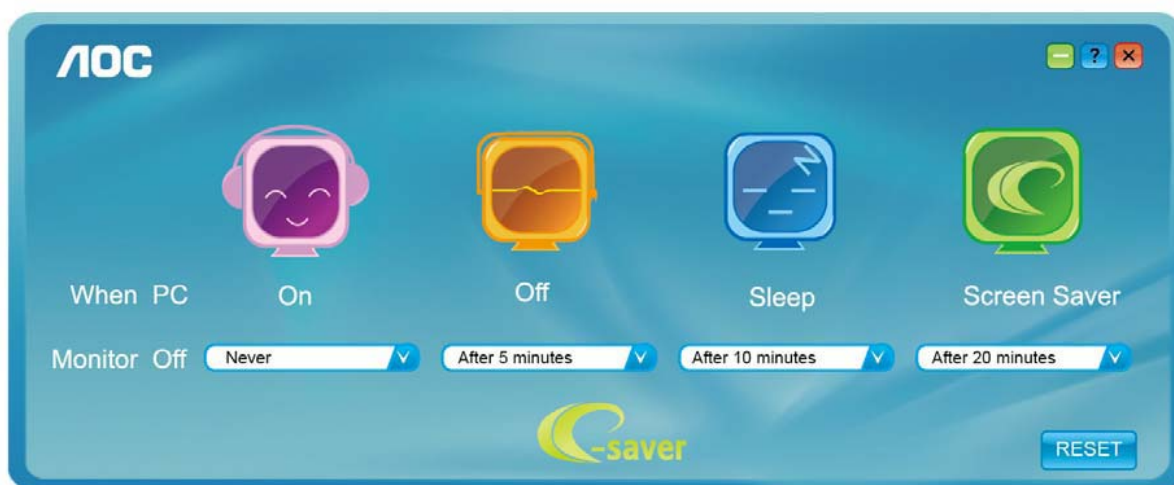 AOC
?
When PC On Off Sleep Screen Saver
Monitor Off Never After 5 minutes After 10 minutes After 20 minutes
e-saver
RESET